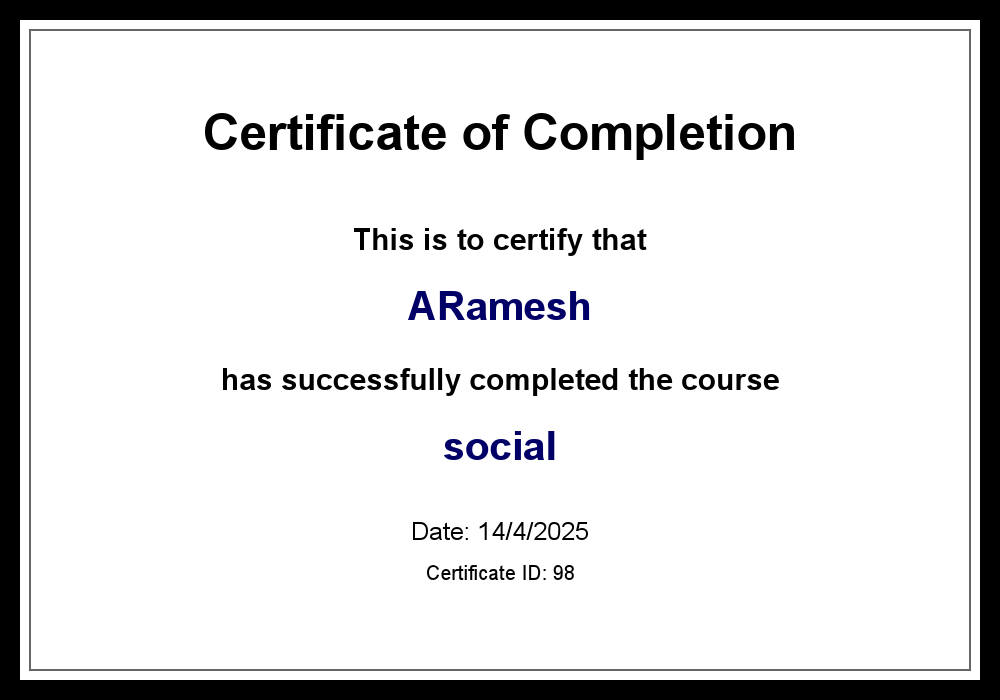 Certificate of Completion
This is to certify that
ARamesh
has successfully completed the course
social
Date: 14/4/2025
Certificate ID: 98